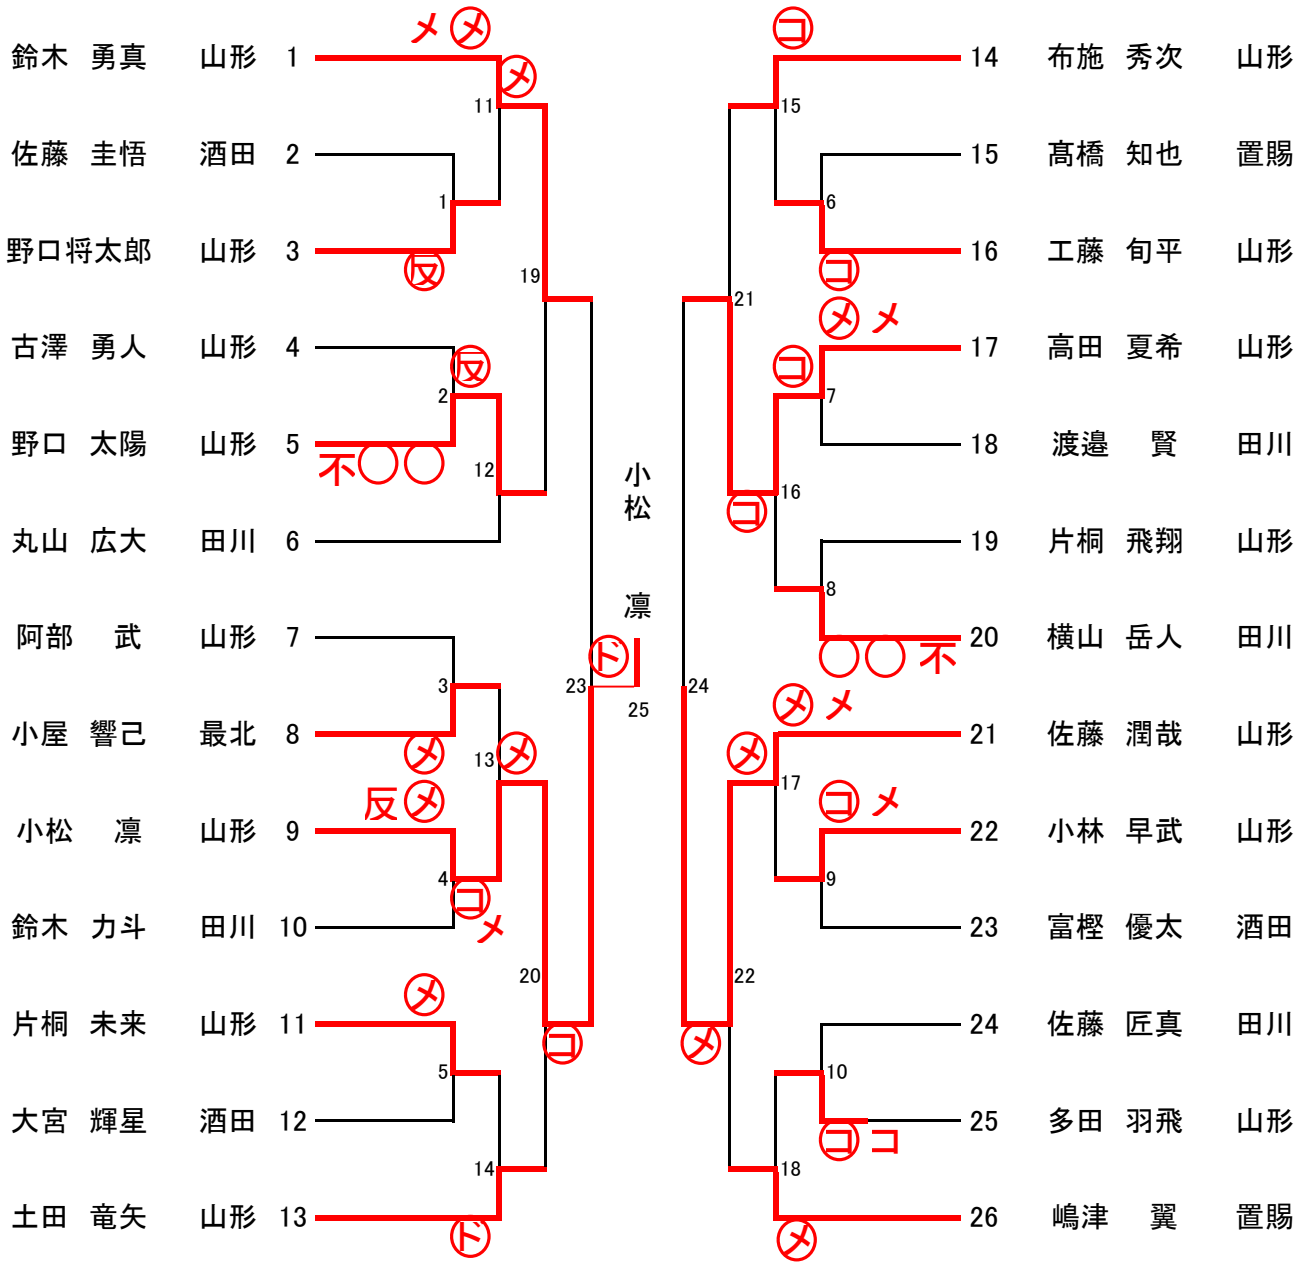 メ メ
鈴木 勇真 山形 1
メ
11
佐藤 圭悟 酒田 2
1
野口将太郎 山形 3
反
19
古澤 勇人 山形 4
反
2
野口 太陽 山形 5
不 〇 〇
12
丸山 広大 田川 6
阿部 武 山形 7
3
小屋 響己 最北 8
メ
13
メ
反 メ
小松 凛 山形 9
4
コ
メ
鈴木 力斗 田川 10
20
メ
片桐 未来 山形 11
コ
5
大宮 輝星 酒田 12
14
土田 竜矢 山形 13
ド
小松 凛
ド
23
25
コ
14 布施 秀次 山形
15
15 髙橋 知也 置賜
6
16 工藤 旬平 山形
コ
21
メ メ
17 高田 夏希 山形
コ
7
18 渡邉 賢 田川
16
コ
19 片桐 飛翔 山形
8
20 横山 岳人 田川
〇 〇 不
24
メ メ
21 佐藤 潤哉 山形
メ
17
コ メ
22 小林 早武 山形
9
23 富樫 優太 酒田
22
24 佐藤 匠真 田川
メ
10
25 多田 羽飛 山形
コ コ
18
26 嶋津 翼 置賜
メ